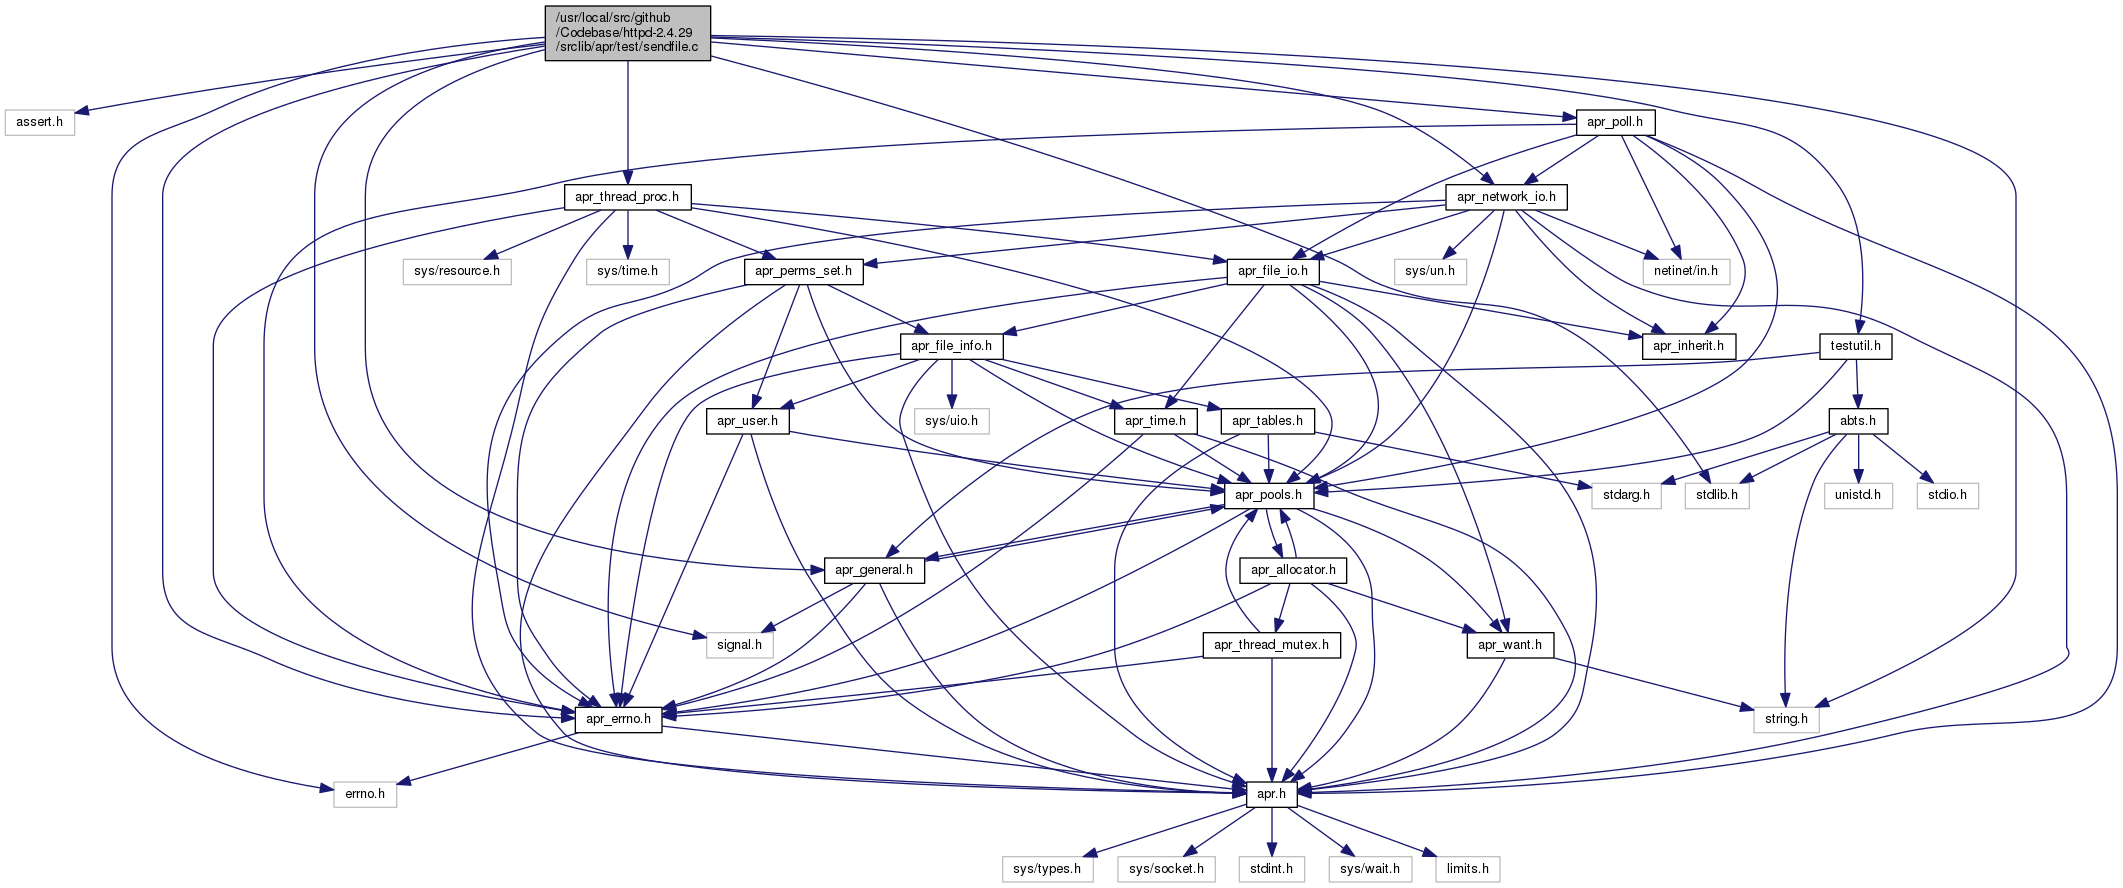 /usr/local/src/github
/Codebase/httpd-2.4.29
/srclib/apr/test/sendfile.c
assert.h
apr_poll.h
apr_thread_proc.h
apr_network_io.h
sys/resource.h
sys/time.h
apr_perms_set.h
apr_file_io.h
sys/un.h
netinet/in.h
apr_file_info.h
apr_inherit.h
testutil.h
apr_user.h
sys/uio.h
apr_time.h
apr_tables.h
abts.h
apr_pools.h
stdarg.h
stdlib.h
unistd.h
stdio.h
apr_general.h
apr_allocator.h
signal.h
apr_thread_mutex.h
apr_want.h
apr_errno.h
string.h
errno.h
apr.h
sys/types.h
sys/socket.h
stdint.h
sys/wait.h
limits.h